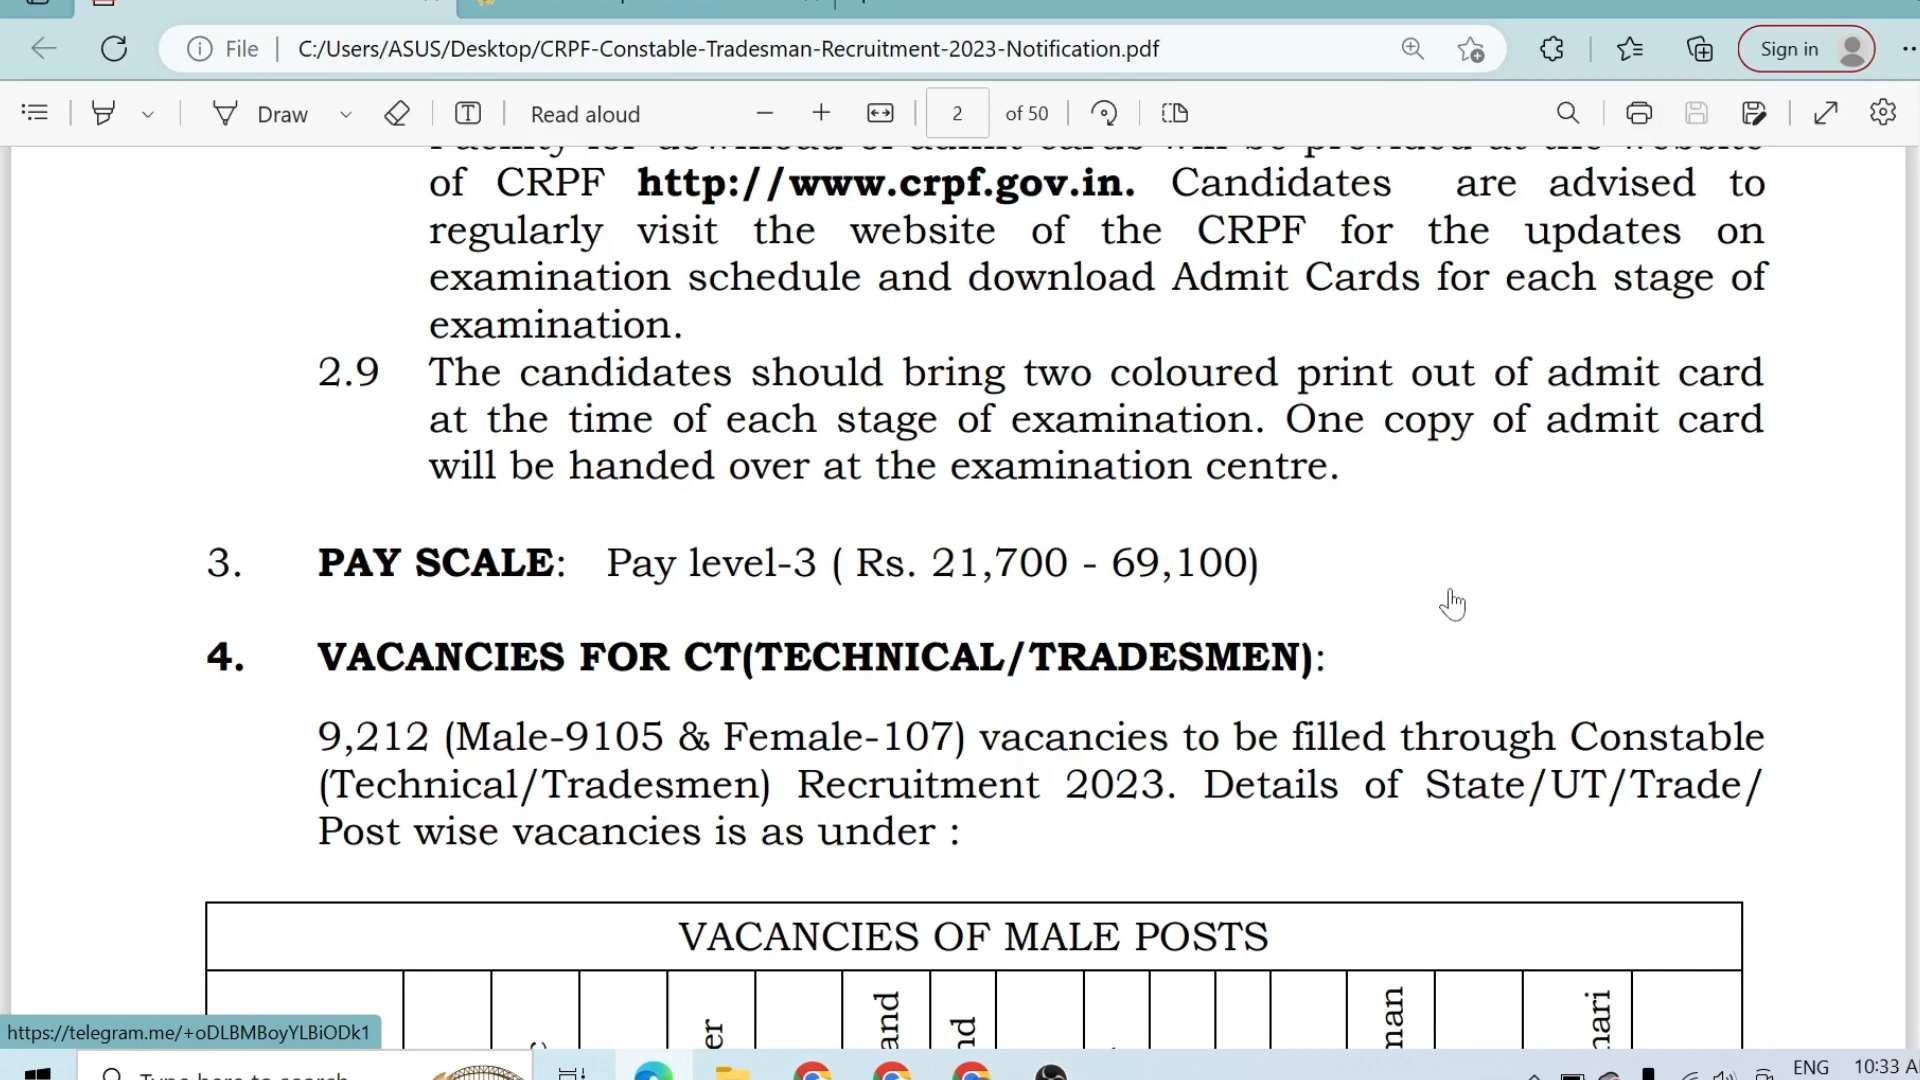 File C:/Users/ASUS/Desktop/CRPF-Constable-Tradesman-Recruitment-2023-Notification.pdf Sign in
Draw Read aloud 2 of 50
of CRPF http://www.crpf.gov.in. Candidates are advised to
regularly visit the website of the CRPF for the updates on
examination schedule and download Admit Cards for each stage of
examination.
2.9 The candidates should bring two coloured print out of admit card
at the time of each stage of examination. One copy of admit card
will be handed over at the examination centre.
3. PAY SCALE: Pay level-3 ( Rs. 21,700 - 69,100)
4. VACANCIES FOR CT(TECHNICAL/TRADESMEN):
9,212 (Male-9105 & Female-107) vacancies to be filled through Constable
(Technical/Tradesmen) Recruitment 2023. Details of State/UT/Trade/
Post wise vacancies is as under :
VACANCIES OF MALE POSTS
https://telegram.me/+oDLBMBoyYLBiODk1
Type here to search
ENG 10:33 A